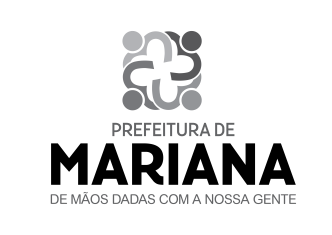 PREFEITURA DE
MARIANA
DE MÃOS DADAS COM A NOSSA GENTE